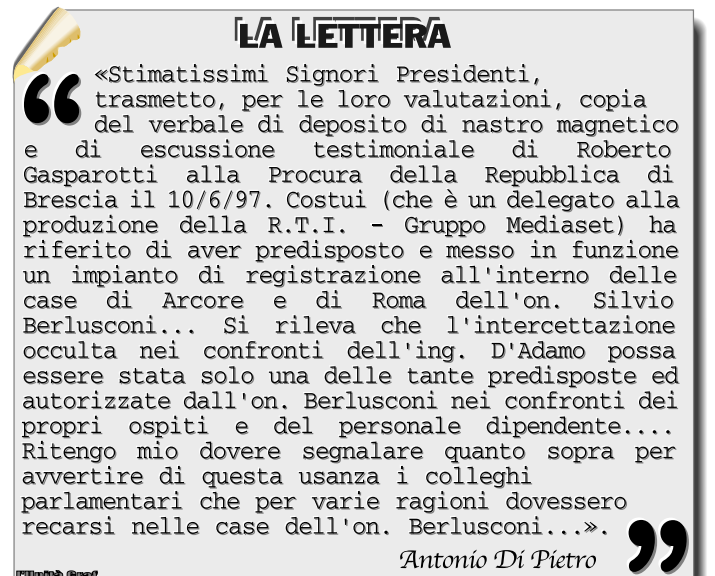 LA LETTERA
«Stimatissimi Signori Presidenti,
trasmetto, per le loro valutazioni, copia
del verbale di deposito di nastro magnetico
e di escussione testimoniale di Roberto
Gasparotti alla Procura della Repubblica di
Brescia il 10/6/97. Costui (che è un delegato alla
produzione della R.T.I. - Gruppo Mediaset) ha
riferito di aver predisposto e messo in funzione
un impianto di registrazione all'interno delle
case di Arcore e di Roma dell'on. Silvio
Berlusconi... Si rileva che l'intercettazione
occulta nei confronti dell'ing. D'Adamo possa
essere stata solo una delle tante predisposte ed
autorizzate dall'on. Berlusconi nei confronti dei
propri ospiti e del personale dipendente....
Ritengo mio dovere segnalare quanto sopra per
avvertire di questa usanza i colleghi
parlamentari che per varie ragioni dovessero
recarsi nelle case dell'on. Berlusconi...».
Antonio Di Pietro